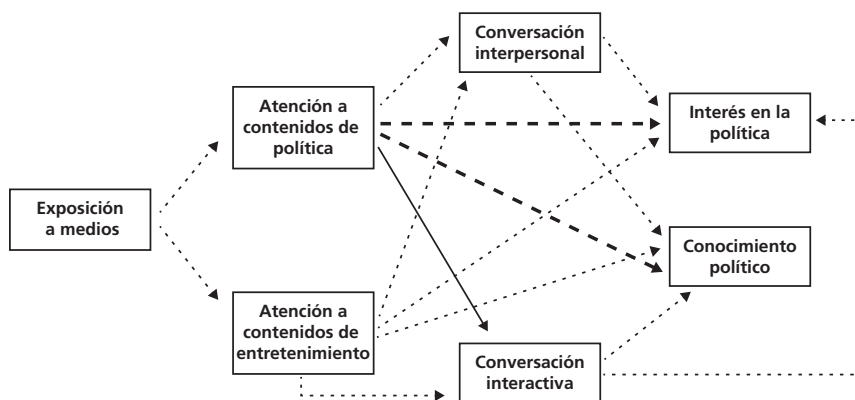 Conversación
interpersonal
Atención a
contenidos de
política
Interés en la
política
Exposición
a medios
Conocimiento
político
Atención a
contenidos de
entretenimiento
Conversación
interactiva